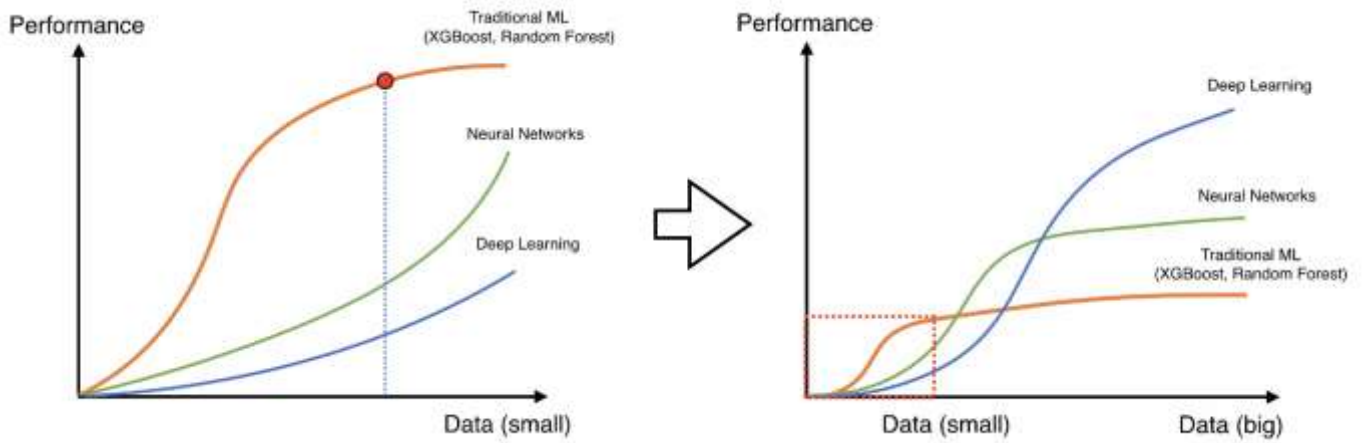 Performance
Traditional ML
(XGBoost, Random Forest)
Neural Networks
Deep Learning
Data (small)
Performance
Deep Learning
Neural Networks
Traditional ML
(XGBoost, Random Forest)
Data (small)
Data (big)